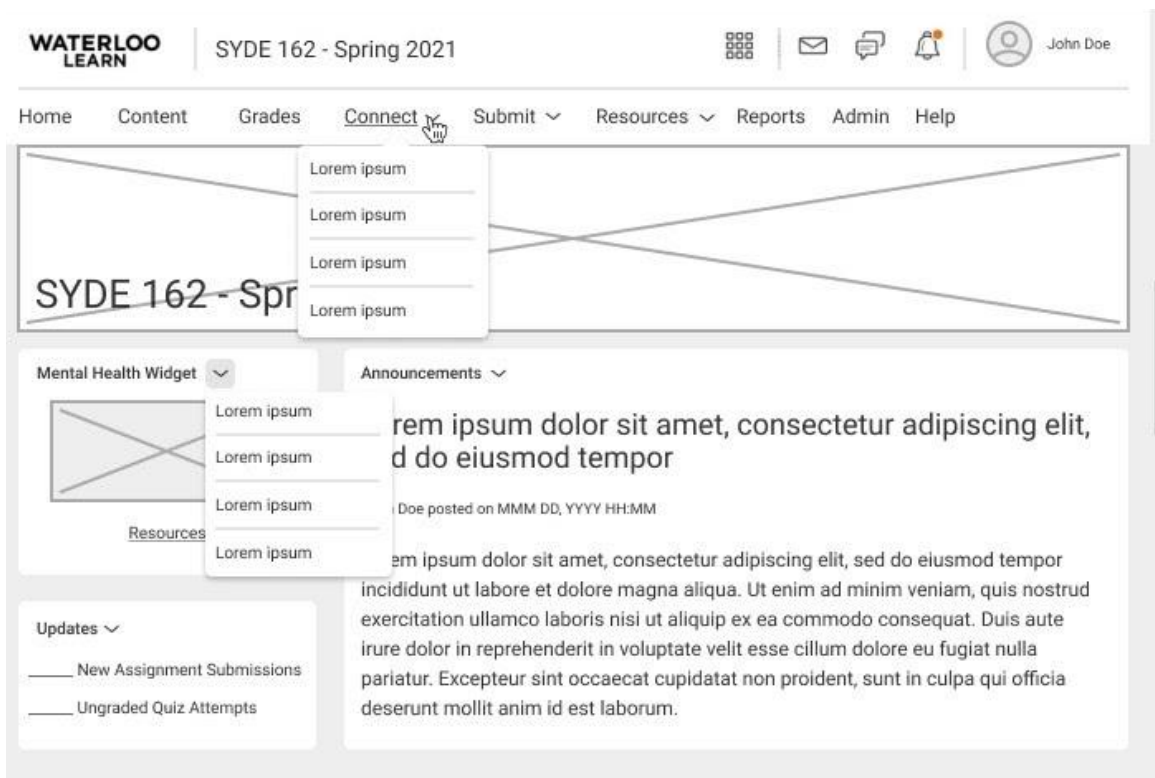 WATERLOO
LEARN
SYDE 162 - Spring 2021
John Doe
Home Content Grades Connect Submit Resources Reports Admin Help
Lorem ipsum
Lorem ipsum
Lorem ipsum
Lorem ipsum
SYDE 162 - Spr
Mental Health Widget
Lorem ipsum
Lorem ipsum
Lorem ipsum
Lorem ipsum
Resources
Updates
_____ New Assignment Submissions
_____ Ungraded Quiz Attempts
Announcements
rem ipsum dolor sit amet, consectetur adipiscing elit,
d do eiusmod tempor
Doe posted on MMM DD, YYYY HH:MM
em ipsum dolor sit amet, consectetur adipiscing elit, sed do eiusmod tempor
incididunt ut labore et dolore magna aliqua. Ut enim ad minim veniam, quis nostrud
exercitation ullamco laboris nisi ut aliquip ex ea commodo consequat. Duis aute
irure dolor in reprehenderit in voluptate velit esse cillum dolore eu fugiat nulla
pariatur. Excepteur sint occaecat cupidatat non proident, sunt in culpa qui officia
deserunt mollit anim id est laborum.